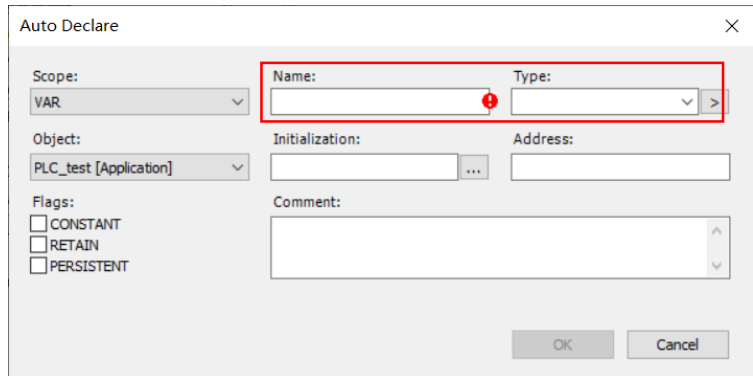 Auto Declare
Scope:
Name:
Type:
VAR
>
Object:
Initialization:
Address:
PLC_test [Application]
...
Flags:
Comment:
CONSTANT
RETAIN
PERSISTENT
OK
Cancel